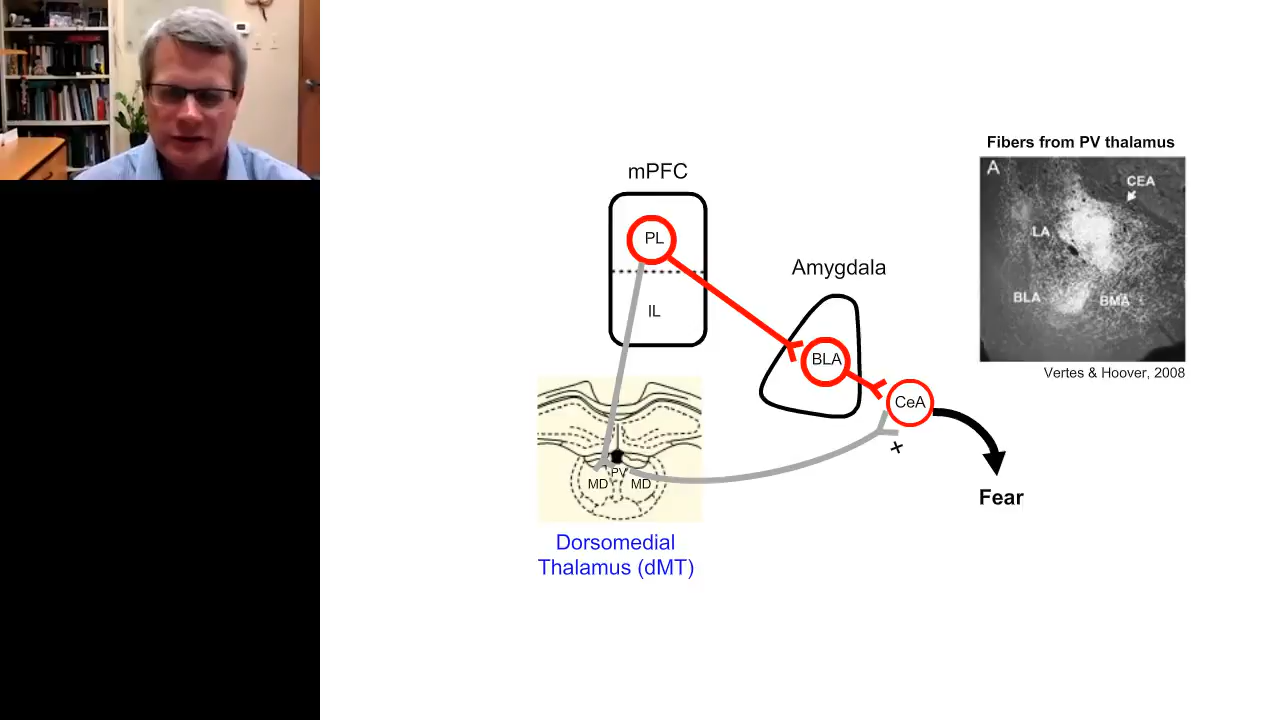 Fibers from PV thalamus
A
CEA
LA
BLA
BMA
Vertes & Hoover, 2008
mPFC
PL
IL
Amygdala
BLA
CeA
+
Fear
PV
MD
MD
Dorsomedial
Thalamus (dMT)